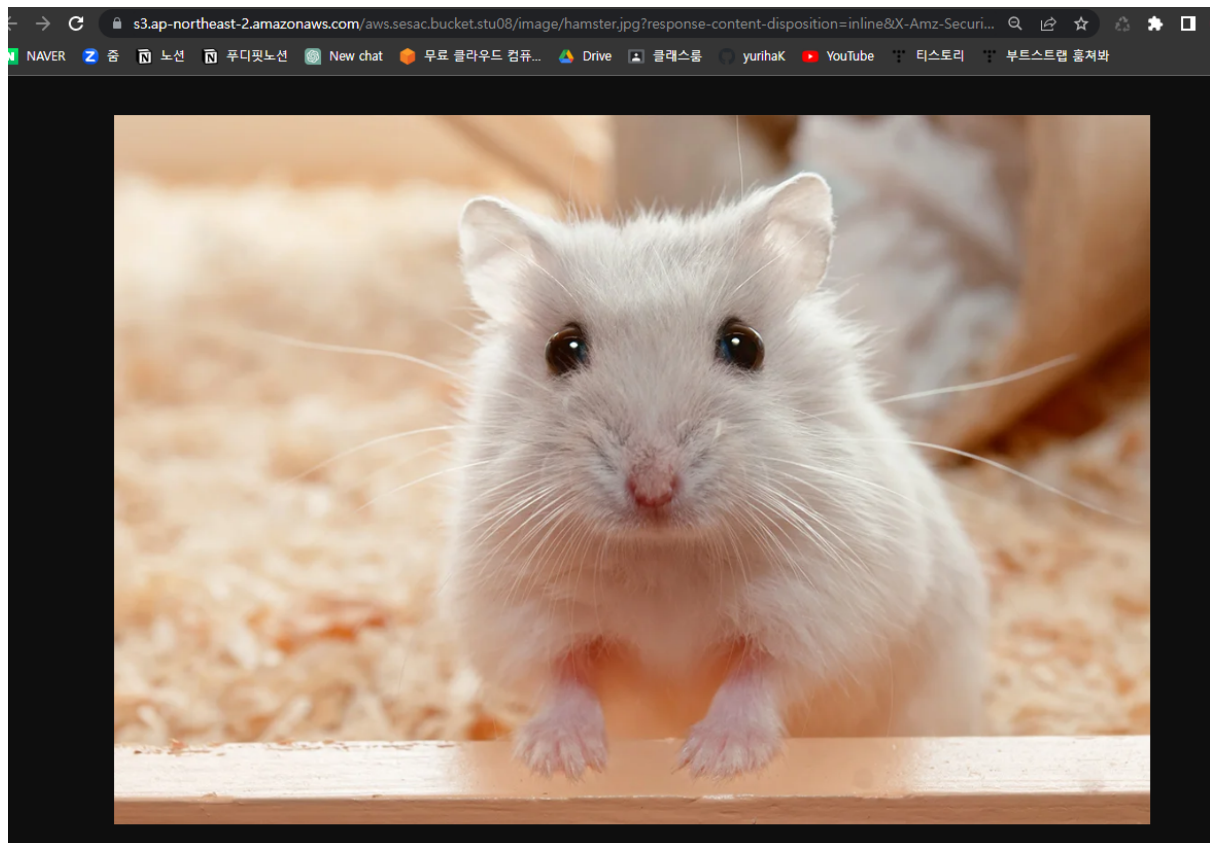 s3.ap-northeast-2.amazonaws.com/aws.sesac.bucket.stu08/image/hamster.jpg?response-content-disposition=inline&X-Amz-Securi...
NAVER 줌 노션 푸디핏노션 New chat 무료 클라우드 컴퓨... Drive 클래스룸 yurihaK YouTube 티스토리 부트스트랩 훔쳐봐